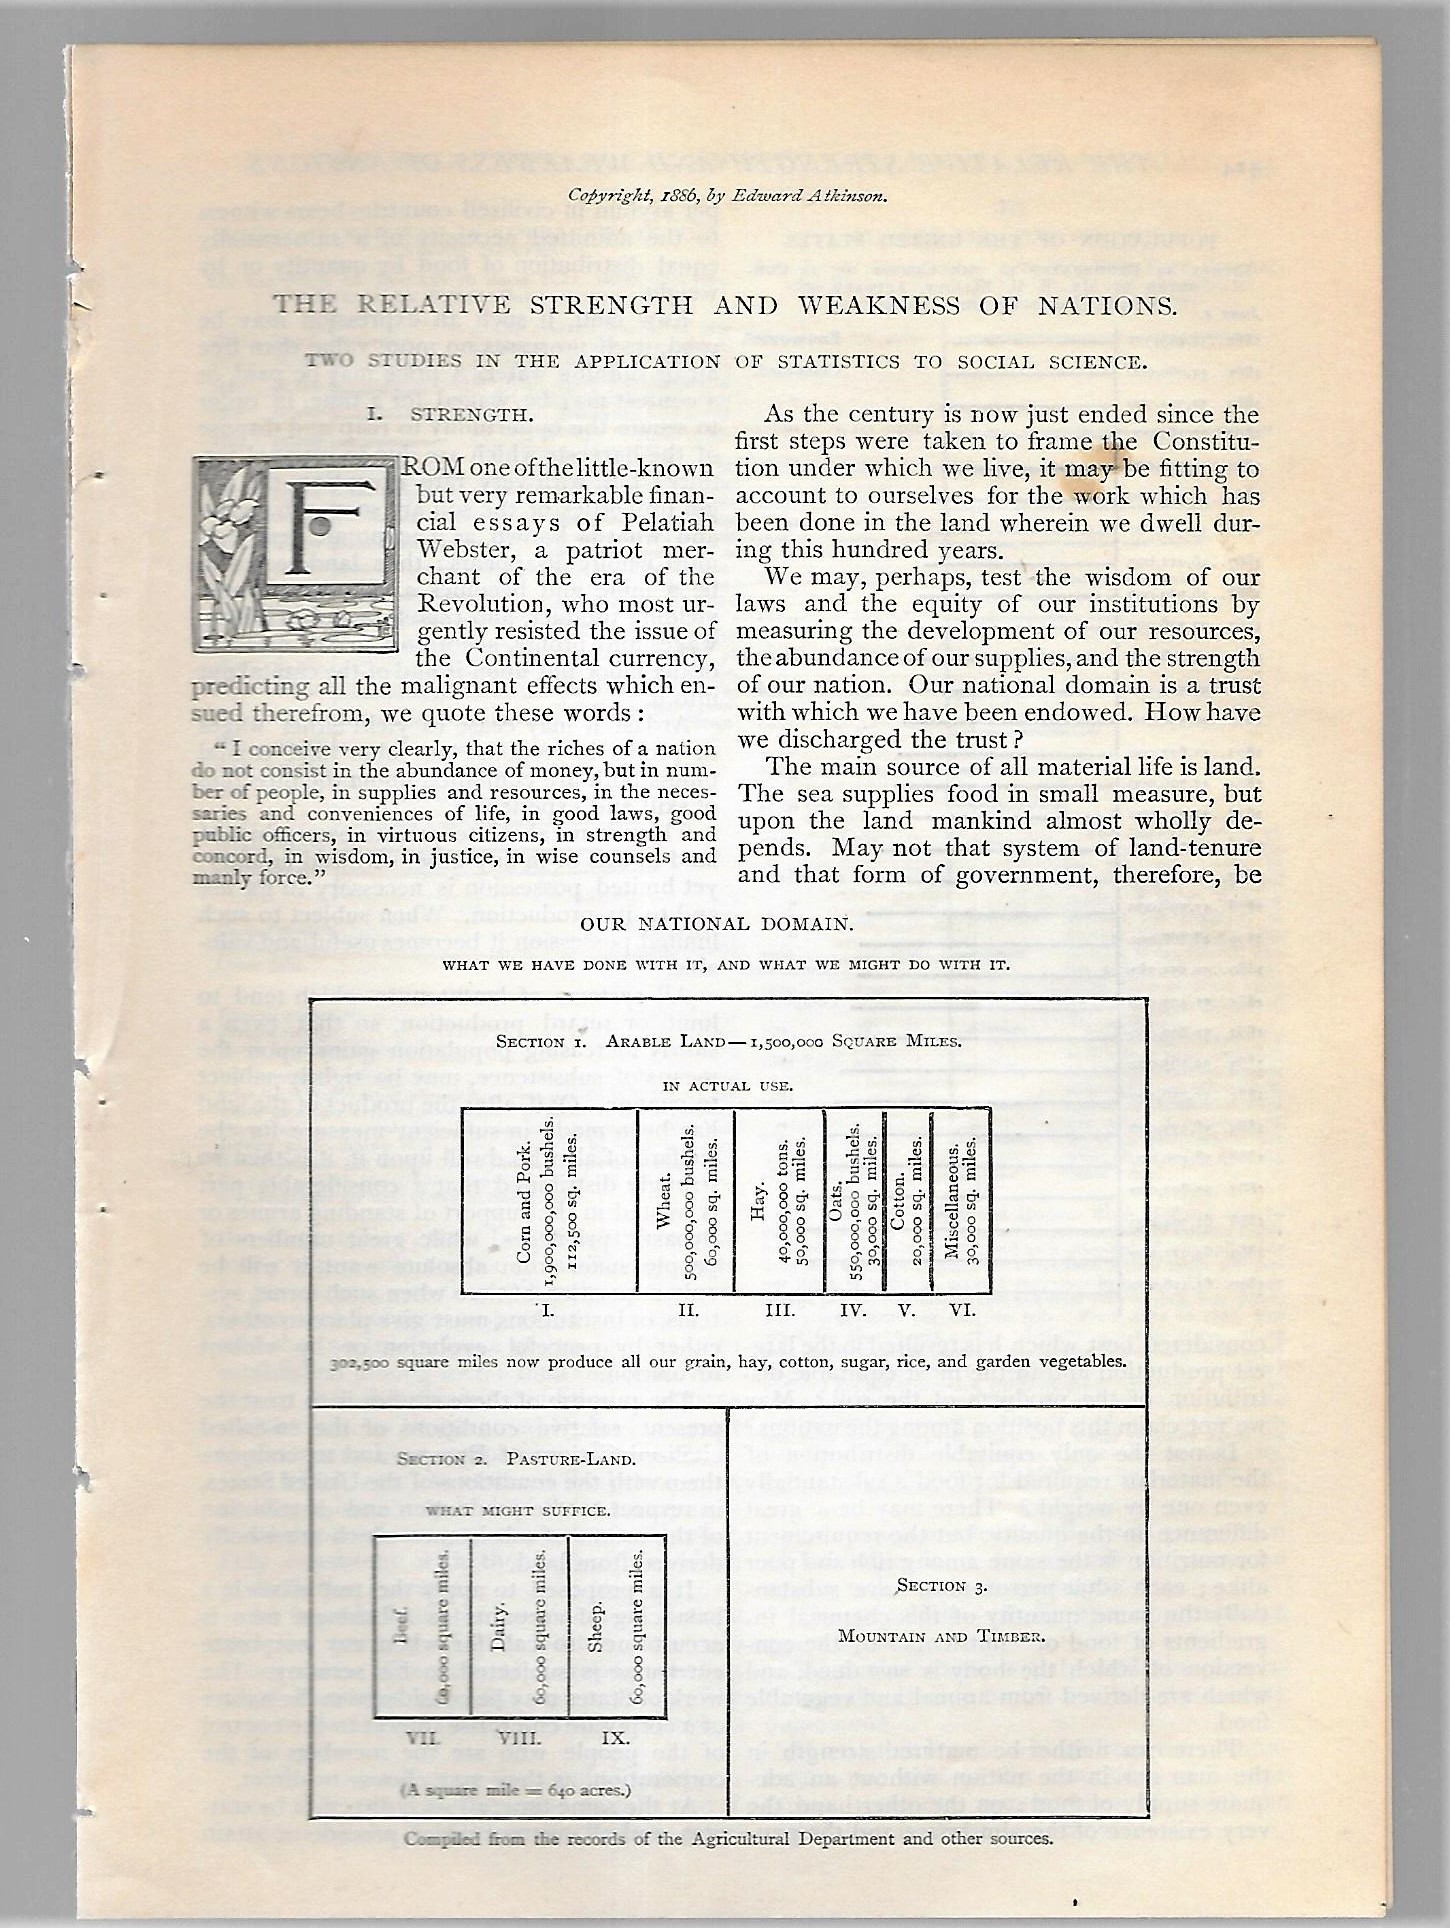 Copyright, 1886, by Edward Atkinson.
THE RELATIVE STRENGTH AND WEAKNESS OF NATIONS.
TWO STUDIES IN THE APPLICATION OF STATISTICS TO SOCIAL SCIENCE.
I. STRENGTH.
FROM one of the little-known
but very remarkable finan-
cial essays of Pelatiah
Webster, a patriot mer-
chant of the era of the
Revolution, who most ur-
gently resisted the issue of
the Continental currency,
predicting all the malignant effects which en-
sued therefrom, we quote these words:
"I conceive very clearly, that the riches of a nation
do not consist in the abundance of money, but in num-
ber of people, in supplies and resources, in the neces-
saries and conveniences of life, in good laws, good
public officers, in virtuous citizens, in strength and
concord, in wisdom, in justice, in wise counsels and
manly force."
As the century is now just ended since the
first steps were taken to frame the Constitu-
tion under which we live, it may be fitting to
account to ourselves for the work which has
been done in the land wherein we dwell dur-
ing this hundred years.
We may, perhaps, test the wisdom of our
laws and the equity of our institutions by
measuring the development of our resources,
the abundance of our supplies, and the strength
of our nation. Our national domain is a trust
with which we have been endowed. How have
we discharged the trust?
The main source of all material life is land.
The sea supplies food in small measure, but
upon the land mankind almost wholly de-
pends. May not that system of land-tenure
and that form of government, therefore, be
OUR NATIONAL DOMAIN.
WHAT WE HAVE DONE WITH IT, AND WHAT WE MIGHT DO WITH IT.
SECTION 1. ARABLE LAND—1,500,000 SQUARE MILES.
IN ACTUAL USE.
Corn and Pork.
1,900,000,000 bushels.
112,500 sq. miles.
Wheat.
500,000,000 bushels.
60,000 sq. miles.
Hay.
40,000,000 tons.
50,000 sq. miles.
Oats.
550,000,000 bushels.
30,000 sq. miles.
Cotton.
20,000 sq. miles.
Miscellaneous.
30,000 sq. miles.
I. II. III. IV. V. VI.
302,500 square miles now produce all our grain, hay, cotton, sugar, rice, and garden vegetables.
SECTION 2. PASTURE-LAND.
WHAT MIGHT SUFFICE.
Beef.
60,000 square miles.
Dairy.
60,000 square miles.
Sheep.
60,000 square miles.
VII. VIII. IX.
(A square mile = 640 acres.)
SECTION 3.
MOUNTAIN AND TIMBER.
Compiled from the records of the Agricultural Department and other sources.